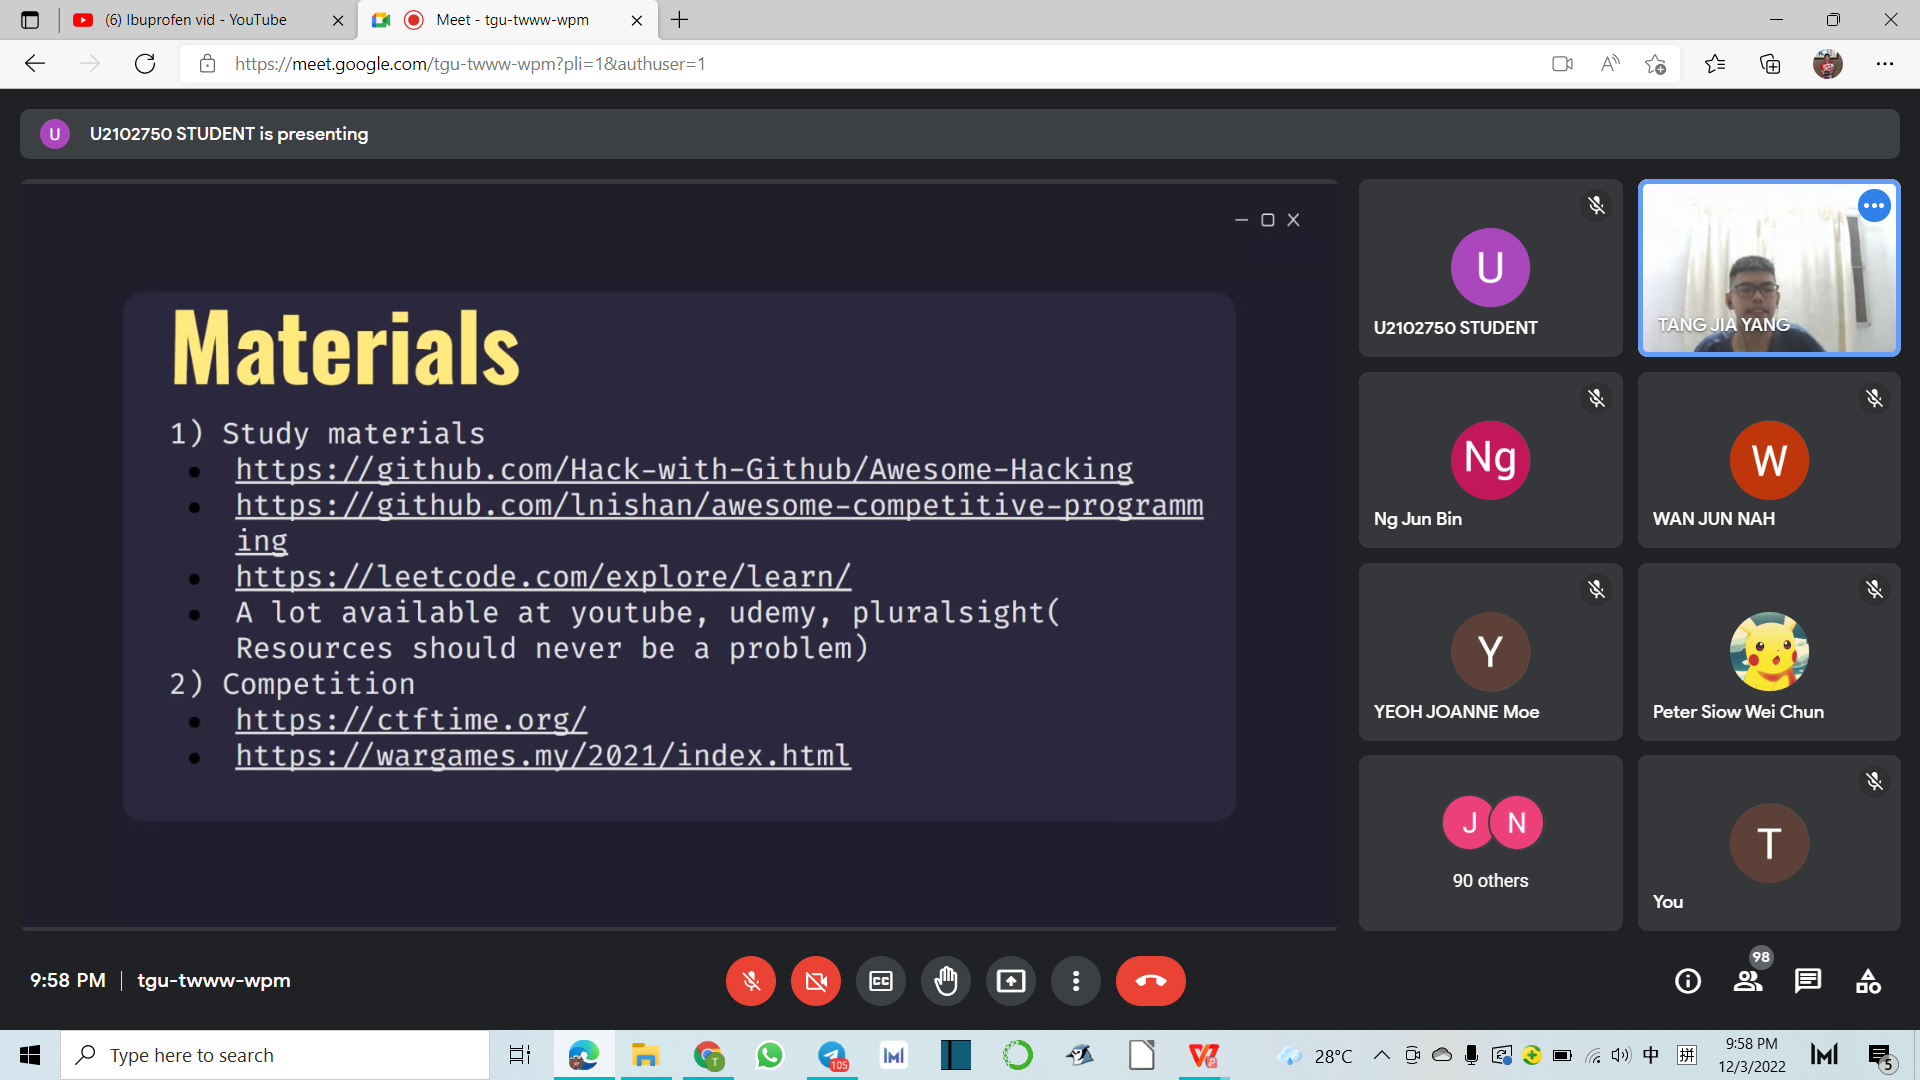 (6) Ibuprofen vid - YouTube
Meet - tgu-twww-wpm
https://meet.google.com/tgu-twww-wpm?pli=1&authuser=1
U
U2102750 STUDENT is presenting
Materials
1) Study materials
https://github.com/Hack-with-Github/Awesome-Hacking
https://github.com/lnishan/awesome-competitive-programm
ing
https://leetcode.com/explore/learn/
A lot available at youtube, udemy, pluralsight(
Resources should never be a problem)
2) Competition
https://ctftime.org/
https://wargames.my/2021/index.html
U
U2102750 STUDENT
TANG JIA YANG
Ng
Ng Jun Bin
W
WAN JUN NAH
Y
YEOH JOANNE Moe
Peter Siow Wei Chun
J N
90 others
T
You
9:58 PM
tgu-twww-wpm
CC
98
Type here to search
T
105
28°C
中
拼
9:58 PM
12/3/2022
5